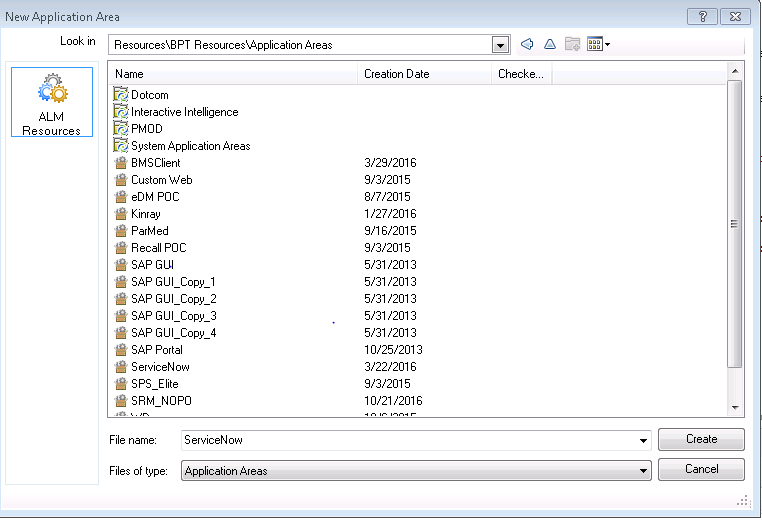 New Application Area
Look in
Resources\BPT Resources\Application Areas
ALM
Resources
Name Creation Date Checke...
Dotcom
Interactive Intelligence
PMOD
System Application Areas
BMSClient 3/29/2016
Custom Web 9/3/2015
eDM POC 8/7/2015
Kinray 1/27/2016
ParMed 9/16/2015
Recall POC 9/3/2015
SAP GUI 5/31/2013
SAP GUI_Copy_1 5/31/2013
SAP GUI_Copy_2 5/31/2013
SAP GUI_Copy_3 5/31/2013
SAP GUI_Copy_4 5/31/2013
SAP Portal 10/25/2013
ServiceNow 3/22/2016
SPS_Elite 9/3/2015
SRM_NOPO 10/21/2016
File name: ServiceNow Create
Files of type: Application Areas Cancel